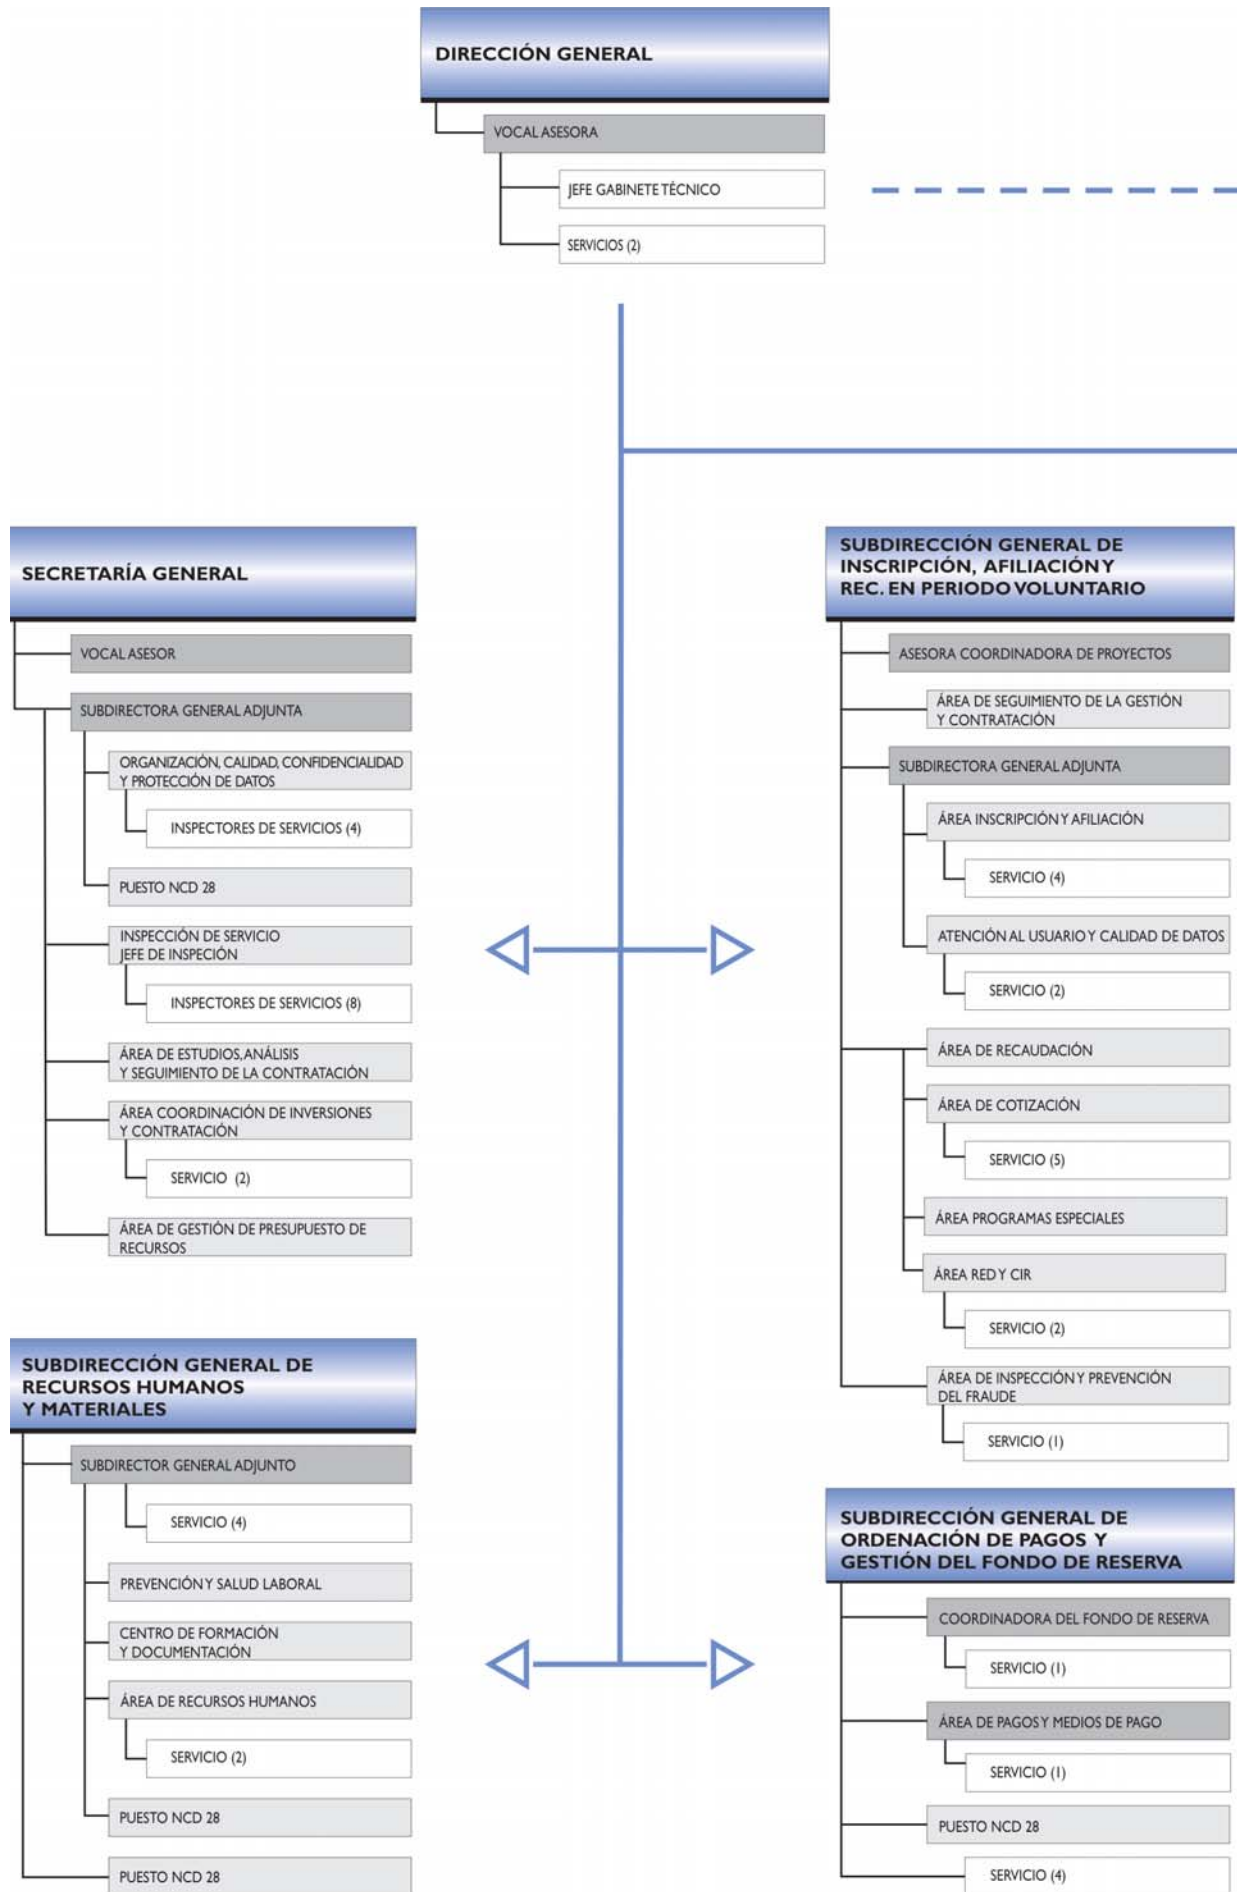 DIRECCIÓN GENERAL
VOCAL ASESORA
JEFE GABINETE TÉCNICO
SERVICIOS (2)
SECRETARÍA GENERAL
VOCAL ASESOR
SUBDIRECTORA GENERAL ADJUNTA
ORGANIZACIÓN, CALIDAD, CONFIDENCIALIDAD
Y PROTECCIÓN DE DATOS
INSPECTORES DE SERVICIOS (4)
PUESTO NCD 28
INSPECCIÓN DE SERVICIO
JEFE DE INSPECIÓN
INSPECTORES DE SERVICIOS (8)
ÁREA DE ESTUDIOS, ANÁLISIS
Y SEGUIMIENTO DE LA CONTRATACIÓN
ÁREA COORDINACIÓN DE INVERSIONES
Y CONTRATACIÓN
SERVICIO (2)
ÁREA DE GESTIÓN DE PRESUPUESTO DE
RECURSOS
SUBDIRECCIÓN GENERAL DE
RECURSOS HUMANOS
Y MATERIALES
SUBDIRECTOR GENERAL ADJUNTO
SERVICIO (4)
PREVENCIÓN Y SALUD LABORAL
CENTRO DE FORMACIÓN
Y DOCUMENTACIÓN
ÁREA DE RECURSOS HUMANOS
SERVICIO (2)
PUESTO NCD 28
PUESTO NCD 28
SUBDIRECCIÓN GENERAL DE
INSCRIPCIÓN, AFILIACIÓN Y
REC. EN PERIODO VOLUNTARIO
ASESORA COORDINADORA DE PROYECTOS
ÁREA DE SEGUIMIENTO DE LA GESTIÓN
Y CONTRATACIÓN
SUBDIRECTORA GENERAL ADJUNTA
ÁREA INSCRIPCIÓN Y AFILIACIÓN
SERVICIO (4)
ATENCIÓN AL USUARIO Y CALIDAD DE DATOS
SERVICIO (2)
ÁREA DE RECAUDACIÓN
ÁREA DE COTIZACIÓN
SERVICIO (5)
ÁREA PROGRAMAS ESPECIALES
ÁREA RED Y CIR
SERVICIO (2)
ÁREA DE INSPECCIÓN Y PREVENCIÓN
DEL FRAUDE
SERVICIO (1)
SUBDIRECCIÓN GENERAL DE
ORDENACIÓN DE PAGOS Y
GESTIÓN DEL FONDO DE RESERVA
COORDINADORA DEL FONDO DE RESERVA
SERVICIO (1)
ÁREA DE PAGOS Y MEDIOS DE PAGO
SERVICIO (1)
PUESTO NCD 28
SERVICIO (4)